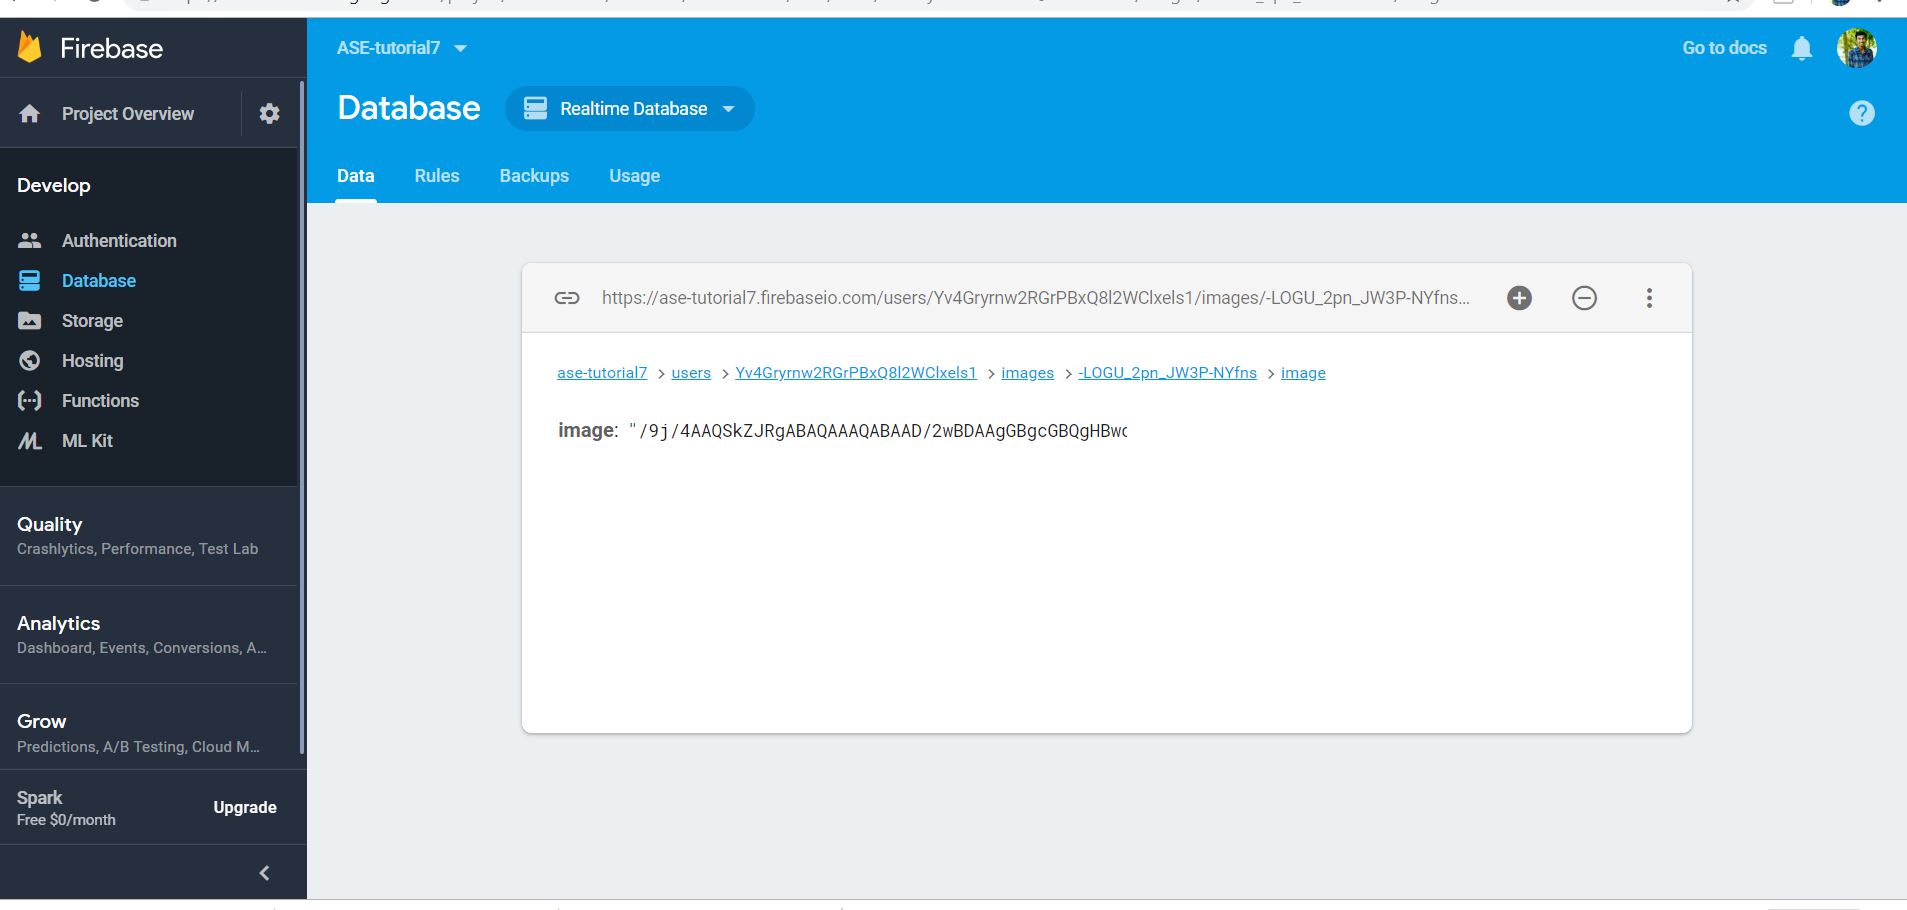 Firebase
ASE-tutorial7
Go to docs
Project Overview
Database
Realtime Database
?
Data
Rules
Backups
Usage
Develop
Authentication
Database
Storage
Hosting
Functions
ML Kit
https://ase-tutorial7.firebaseio.com/users/Yv4Gryrnw2RGrPBxQ8l2WClxels1/images/-LOGU_2pn_JW3P-NYfns...
ase-tutorial7 > users > Yv4Gryrnw2RGrPBxQ8l2WClxels1 > images > -LOGU_2pn_JW3P-NYfns > image
image: "/9j/4AAQSkZJRgABAQAAAQABAAD/2wBDAAgGBgcGBQgHBwc
Quality
Crashlytics, Performance, Test Lab
Analytics
Dashboard, Events, Conversions, A...
Grow
Predictions, A/B Testing, Cloud M...
Spark
Free $0/month
Upgrade